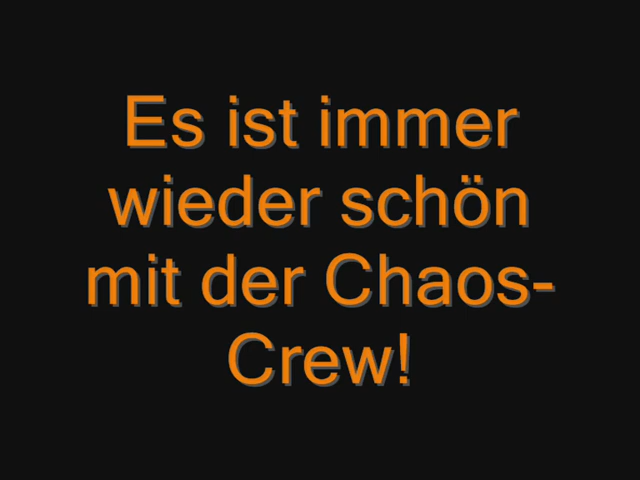 Es ist immer
wieder schön
mit der Chaos-
Crew!